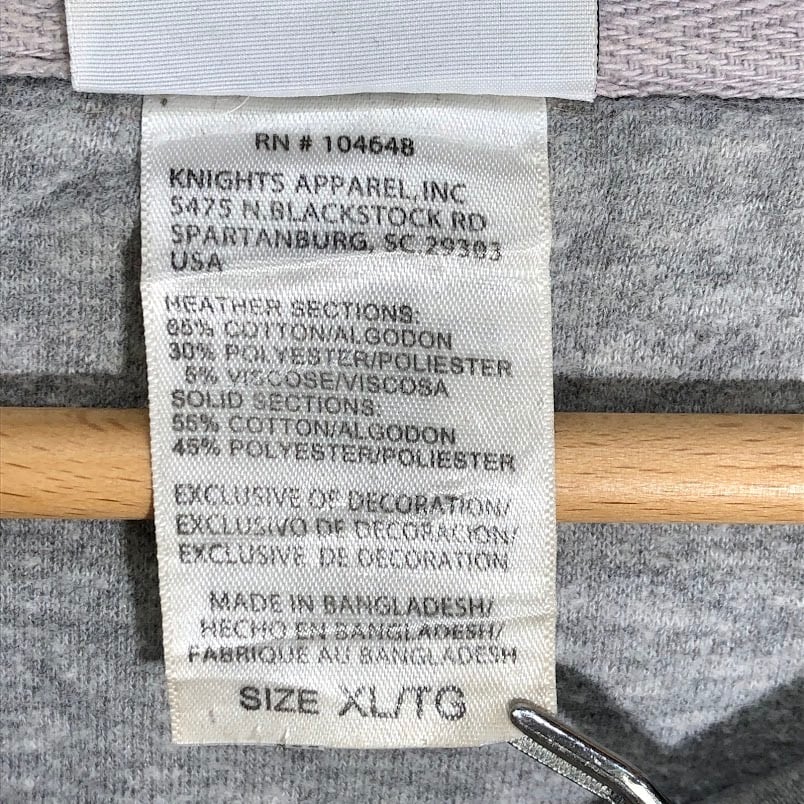 RN # 104648
KNIGHTS APPAREL, INC
5475 N. BLACKSTOCK RD
SPARTANBURG, SC 29303
USA
HEATHER SECTIONS:
65% COTTON/ALGODON
30% POLYESTER/POLIESTER
5% VISCOSE/VISCOSA
SOLID SECTIONS:
55% COTTON/ALGODON
45% POLYESTER/POLIESTER
EXCLUSIVE OF DECORATION/
EXCLUSIVO DE DECORACION/
EXCLUSIVE DE DECORATION
MADE IN BANGLADESH/
HECHO EN BANGLADESH/
FABRIQUE AU BANGLADESH
SIZE XL/TG